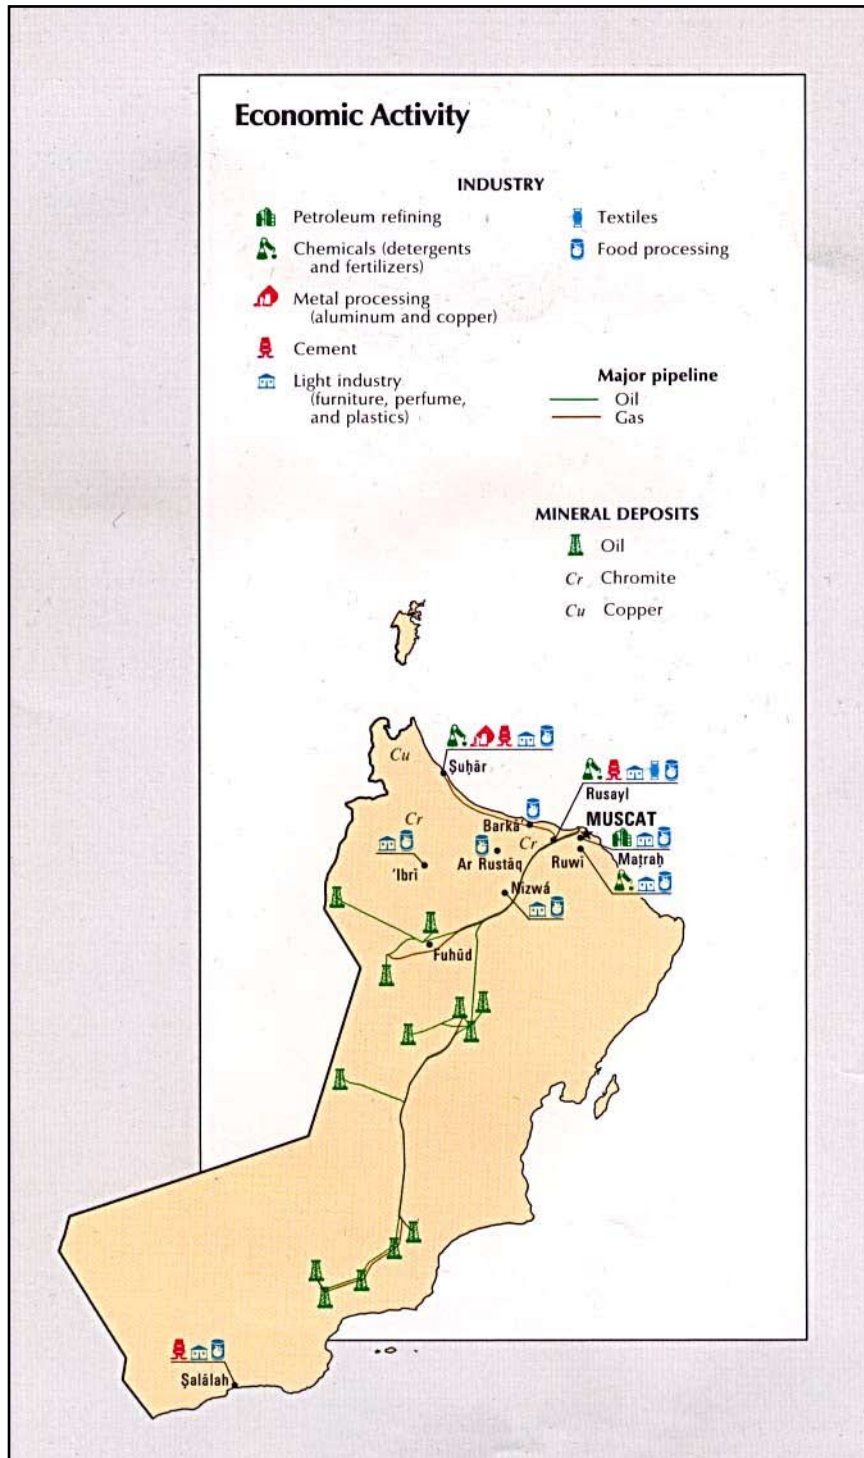 Economic Activity
INDUSTRY
Petroleum refining
Chemicals (detergents
and fertilizers)
Metal processing
(aluminum and copper)
Cement
Light industry
(furniture, perfume,
and plastics)
Textiles
Food processing
Major pipeline
Oil
Gas
MINERAL DEPOSITS
Oil
Cr Chromite
Cu Copper
Cu
Şuḩār
Rusayl
Cr
Barkā'
MUSCAT
Cr
'Ibrī
Ar Rustāq
Ruwī
Maţraḩ
Nizwá
Fuhūd
Şalālah